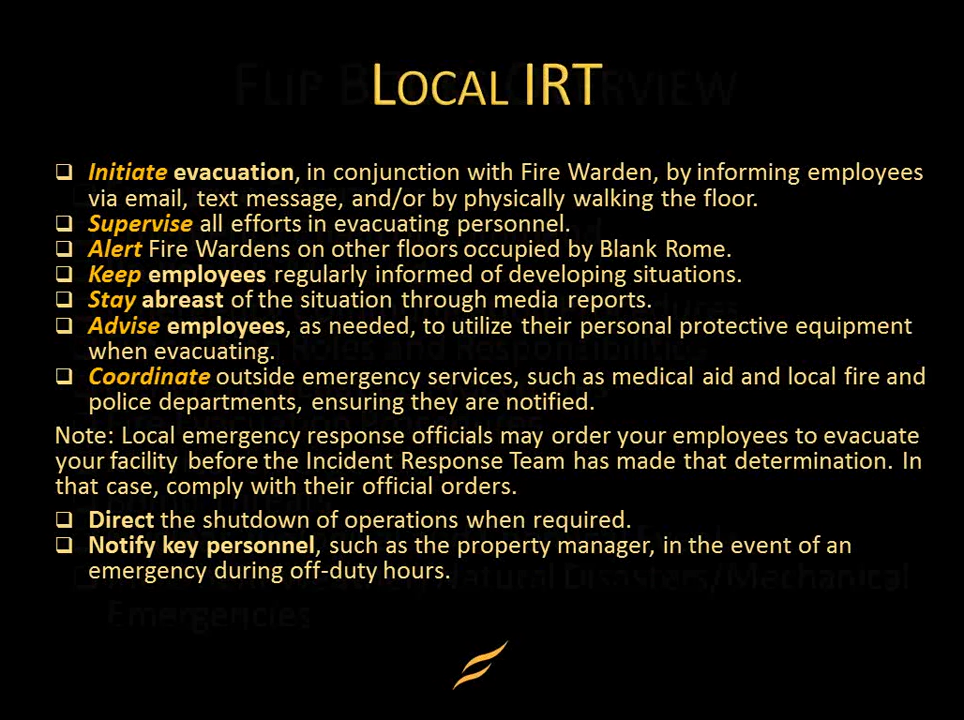 LOCAL IRT
❑ Initiate evacuation, in conjunction with Fire Warden, by informing employees
via email, text message, and/or by physically walking the floor.
❑ Supervise all efforts in evacuating personnel.
❑ Alert Fire Wardens on other floors occupied by Blank Rome.
❑ Keep employees regularly informed of developing situations.
❑ Stay abreast of the situation through media reports.
❑ Advise employees, as needed, to utilize their personal protective equipment
when evacuating.
❑ Coordinate outside emergency services, such as medical aid and local fire and
police departments, ensuring they are notified.
Note: Local emergency response officials may order your employees to evacuate
your facility before the Incident Response Team has made that determination. In
that case, comply with their official orders.
❑ Direct the shutdown of operations when required.
❑ Notify key personnel, such as the property manager, in the event of an
emergency during off-duty hours.
Roles and Responsibilities
Natural Disasters/Mechanical
Emergencies